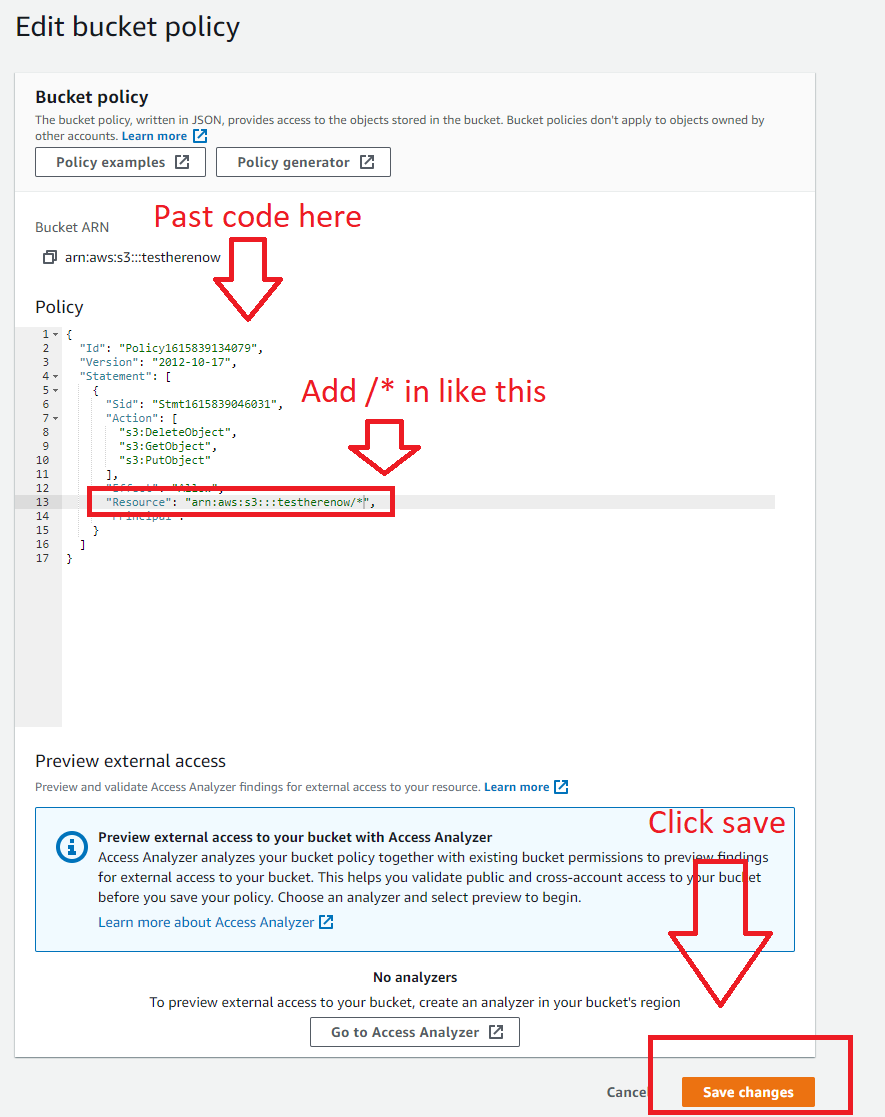 Edit bucket policy
Bucket policy
The bucket policy, written in JSON, provides access to the objects stored in the bucket. Bucket policies don't apply to objects owned by
other accounts. Learn more
Policy examples
Policy generator
Past code here
Bucket ARN
arn:aws:s3:::testherenow
Policy
1 {
2 "Id": "Policy1615839134079",
3 "Version": "2012-10-17",
4 "Statement": [
Add /* in like this
5 {
6 "Sid": "Stmt1615839046031",
7 "Action": [
8 "s3:DeleteObject",
9 "s3:GetObject",
10 "s3:PutObject"
11 ],
12 "Effect": "Allow",
13 "Resource": "arn:aws:s3:::testherenow/*",
14 "Principal":
15 }
16 ]
17 }
Preview external access
Preview and validate Access Analyzer findings for external access to your resource. Learn more
Click save
Preview external access to your bucket with Access Analyzer
Access Analyzer analyzes your bucket policy together with existing bucket permissions to preview findings
for external access to your bucket. This helps you validate public and cross-account access to your bucket
before you save your policy. Choose an analyzer and select preview to begin.
Learn more about Access Analyzer
No analyzers
To preview external access to your bucket, create an analyzer in your bucket's region
Go to Access Analyzer
Cancel
Save changes